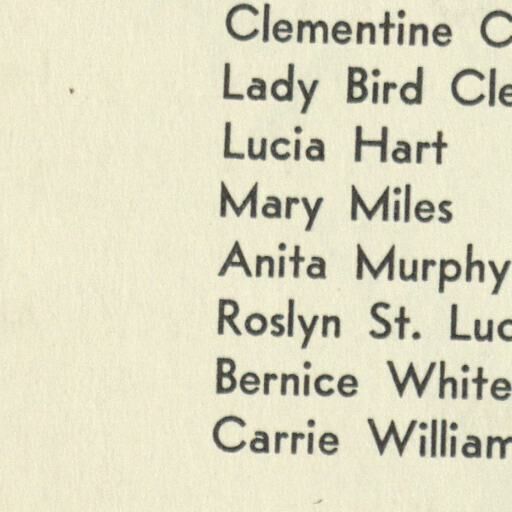 Clementine C
Lady Bird Cle
Lucia Hart
Mary Miles
Anita Murphy
Roslyn St. Luc
Bernice White
Carrie William